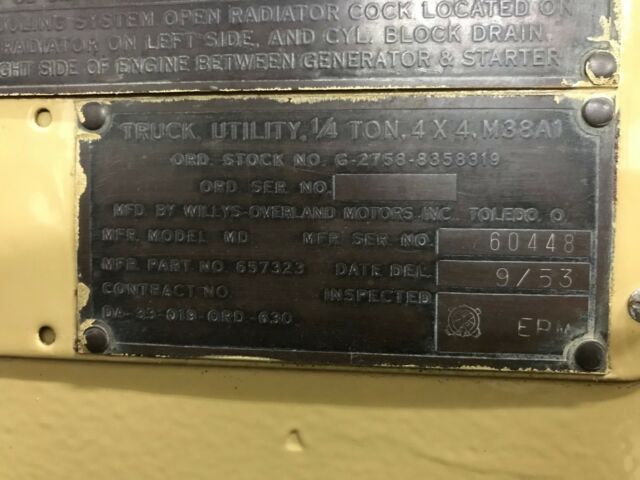 COOLING SYSTEM OPEN RADIATOR COCK LOCATED ON
RADIATOR ON LEFT SIDE, AND CYL. BLOCK DRAIN
GHT SIDE OF ENGINE BETWEEN GENERATOR & STARTER
TRUCK, UTILITY, 1/4 TON, 4 X 4, M38A1
ORD. STOCK NO. G-2758-8358319
ORD SER. NO.
MFD. BY WILLYS-OVERLAND MOTORS, INC., TOLEDO, O.
MFR. MODEL MD MFR. SER. NO. 60448
MFR. PART NO. 657323 DATE DEL. 9/53
CONTRACT NO. INSPECTED
DA-33-019-ORD-630 EPM